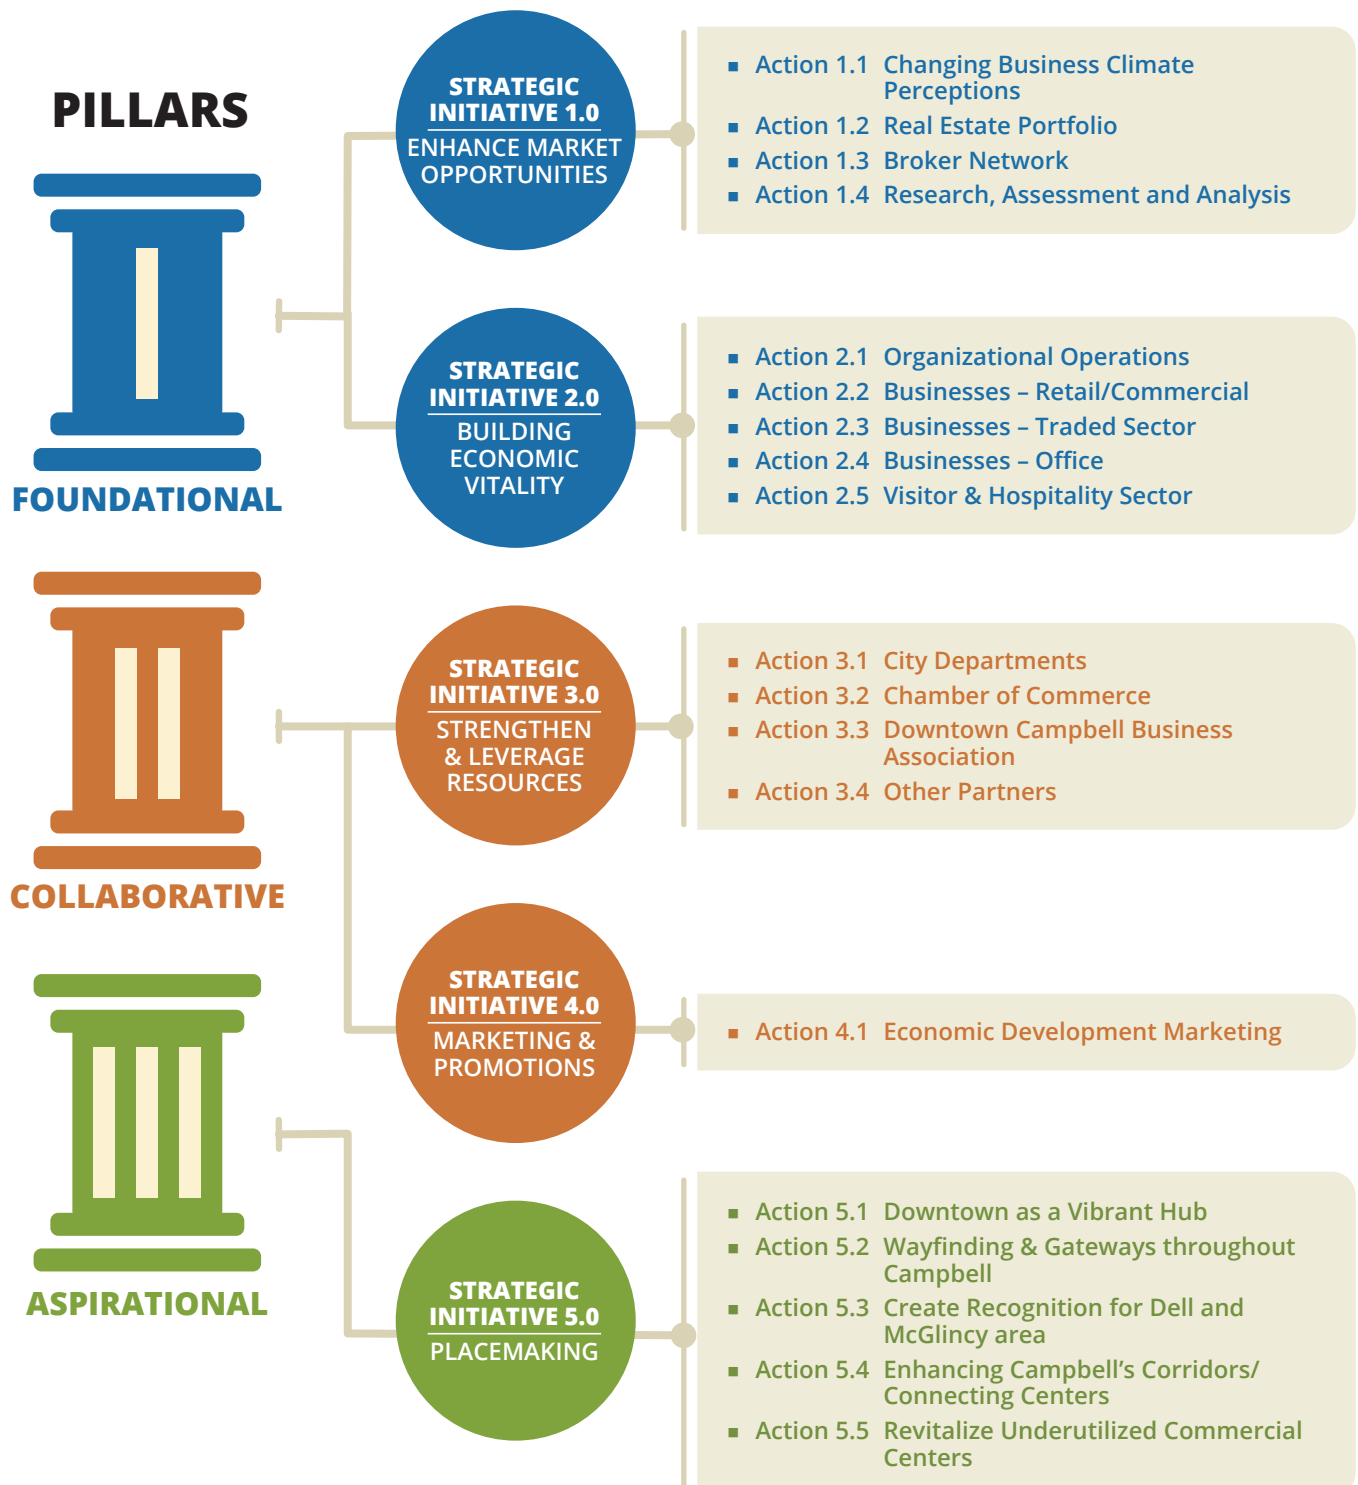 PILLARS
FOUNDATIONAL
STRATEGIC
INITIATIVE 1.0
ENHANCE MARKET
OPPORTUNITIES
Action 1.1 Changing Business Climate
Perceptions
Action 1.2 Real Estate Portfolio
Action 1.3 Broker Network
Action 1.4 Research, Assessment and Analysis
STRATEGIC
INITIATIVE 2.0
BUILDING
ECONOMIC
VITALITY
Action 2.1 Organizational Operations
Action 2.2 Businesses – Retail/Commercial
Action 2.3 Businesses – Traded Sector
Action 2.4 Businesses – Office
Action 2.5 Visitor & Hospitality Sector
COLLABORATIVE
STRATEGIC
INITIATIVE 3.0
STRENGTHEN
& LEVERAGE
RESOURCES
Action 3.1 City Departments
Action 3.2 Chamber of Commerce
Action 3.3 Downtown Campbell Business
Association
Action 3.4 Other Partners
STRATEGIC
INITIATIVE 4.0
MARKETING &
PROMOTIONS
Action 4.1 Economic Development Marketing
ASPIRATIONAL
STRATEGIC
INITIATIVE 5.0
PLACEMAKING
Action 5.1 Downtown as a Vibrant Hub
Action 5.2 Wayfinding & Gateways throughout
Campbell
Action 5.3 Create Recognition for Dell and
McGlincy area
Action 5.4 Enhancing Campbell’s Corridors/
Connecting Centers
Action 5.5 Revitalize Underutilized Commercial
Centers